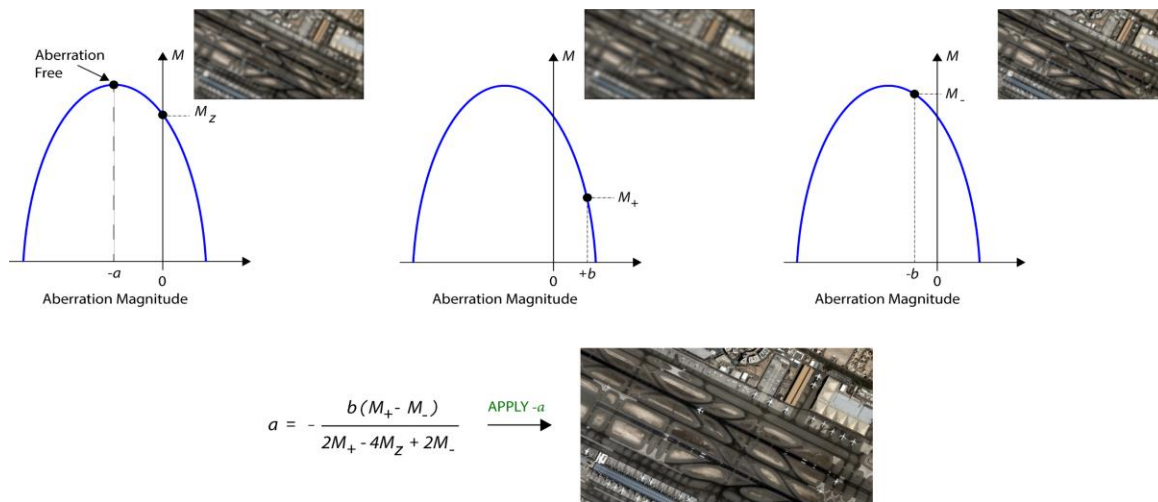 Aberration
Free
M
M_z
-a
0
Aberration Magnitude
M
M_+
0
+b
Aberration Magnitude
M
M_-
-b
0
Aberration Magnitude
a = - b(M_+ - M_-) / 2M_+ - 4M_z + 2M_-
APPLY -a